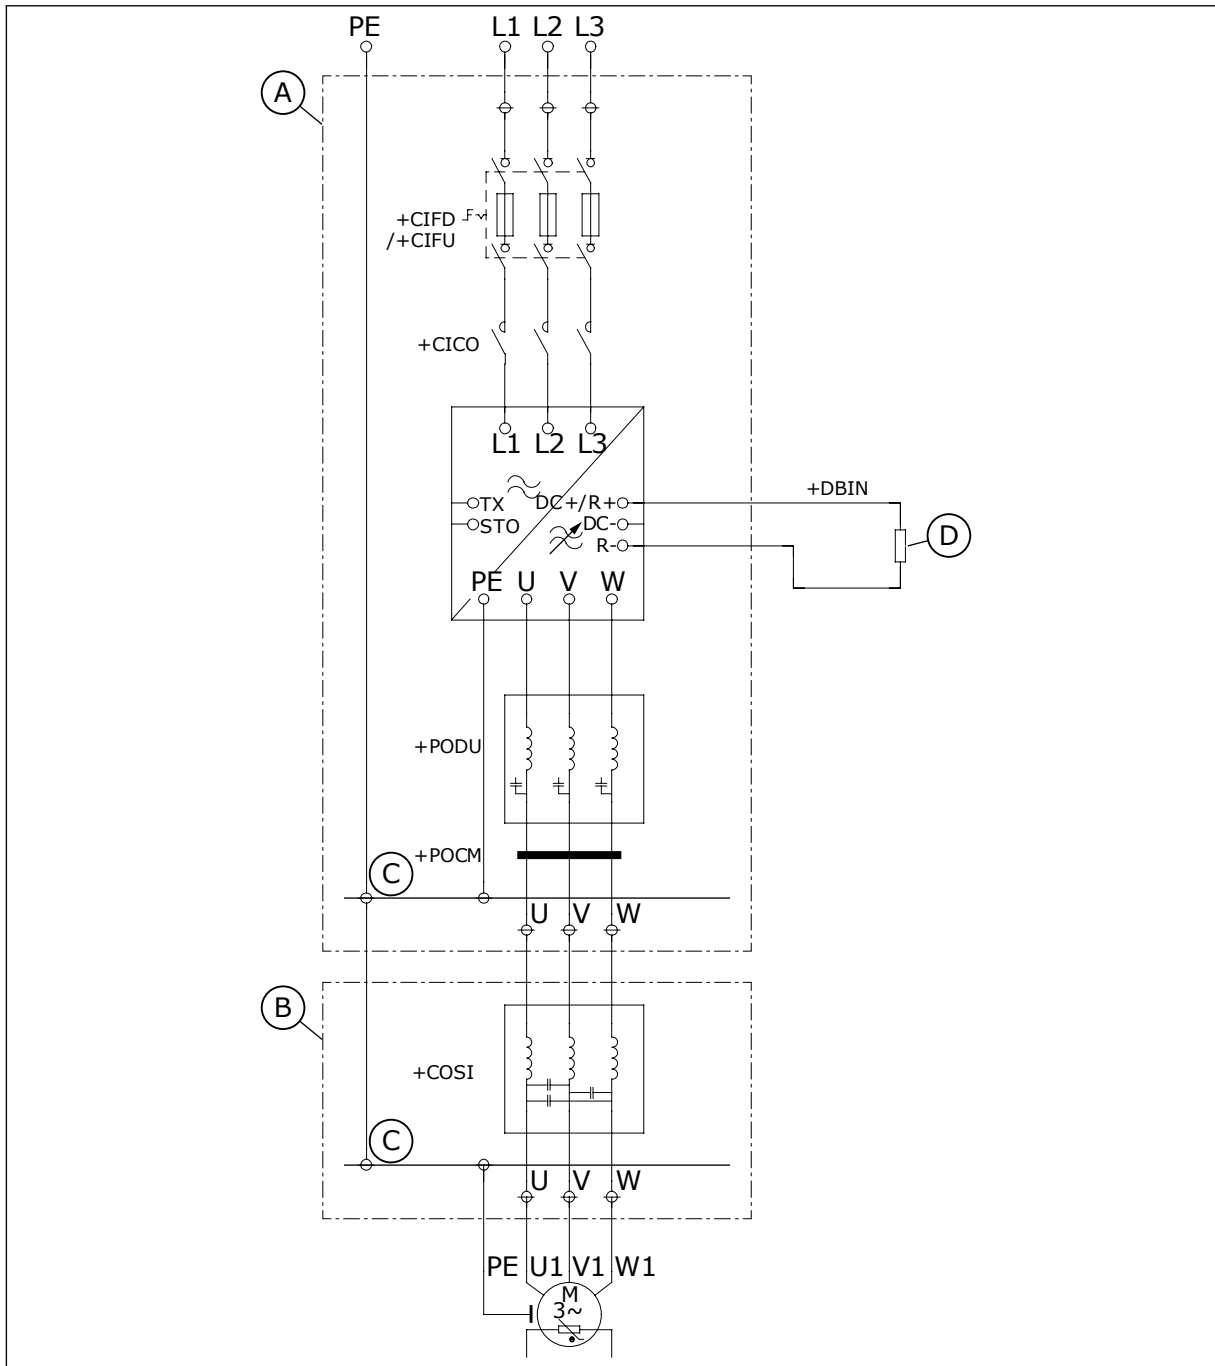 PE L1 L2 L3
A
+CIFD
/+CIFU
+CICO
L1 L2 L3
+DBIN
TX DC+/R+
STO DC-
D
R-
PE U V W
+PODU
+POCM
C
U V W
B
+COSI
C
U V W
PE U1 V1 W1
M
3~